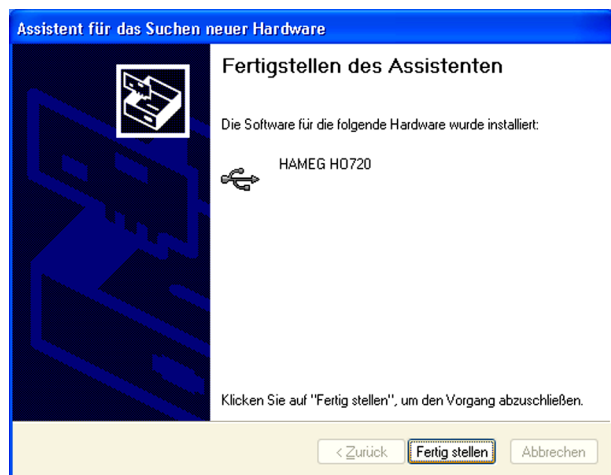 Assistent für das Suchen neuer Hardware
Fertigstellen des Assistenten
Die Software für die folgende Hardware wurde installiert:
HAMEG HO720
Klicken Sie auf "Fertig stellen", um den Vorgang abzuschließen.
< Zurück Fertig stellen Abbrechen